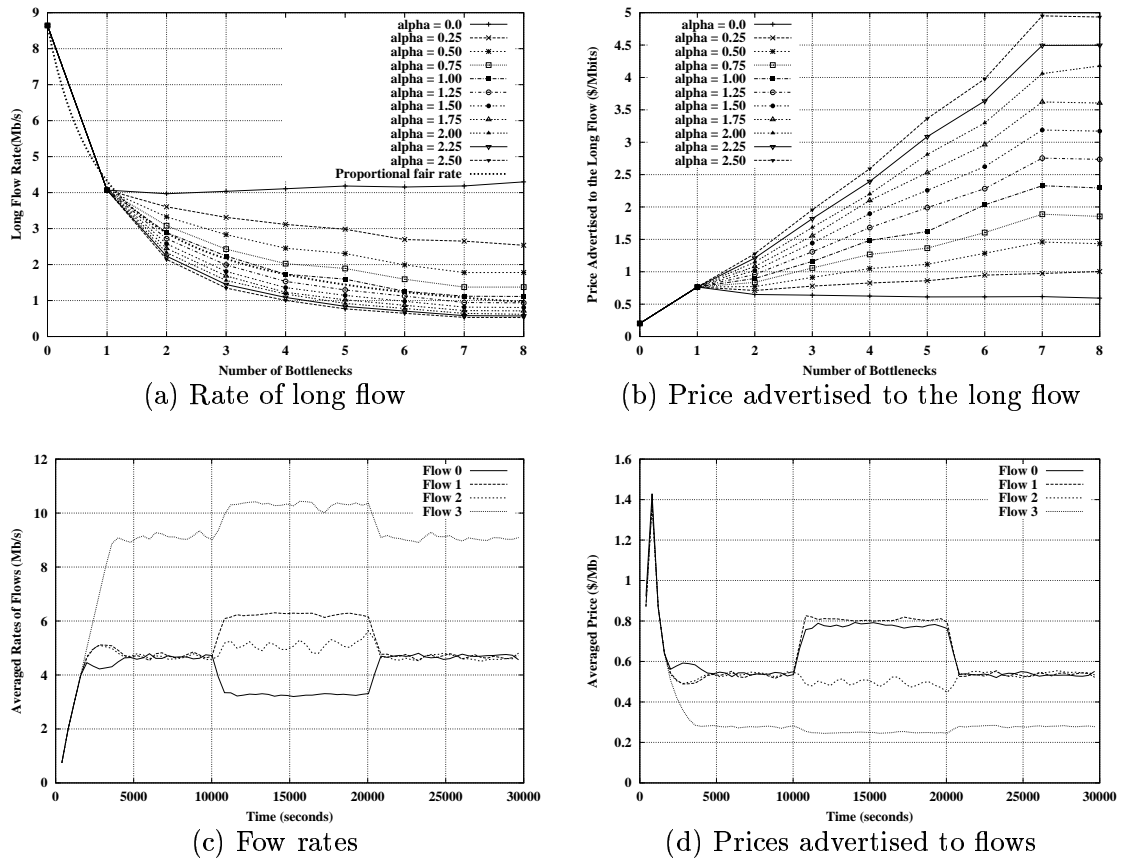 9
8
7
6
5
4
3
2
1
0
Long Flow Rate(Mb/s)
alpha = 0.0
alpha = 0.25
alpha = 0.50
alpha = 0.75
alpha = 1.00
alpha = 1.25
alpha = 1.50
alpha = 1.75
alpha = 2.00
alpha = 2.25
alpha = 2.50
Proportional fair rate
0 1 2 3 4 5 6 7 8
Number of Bottlenecks
(a) Rate of long flow
5
4.5
4
3.5
3
2.5
2
1.5
1
0.5
0
Price Advertised to the Long Flow ($/Mbits)
alpha = 0.0
alpha = 0.25
alpha = 0.50
alpha = 0.75
alpha = 1.00
alpha = 1.25
alpha = 1.50
alpha = 1.75
alpha = 2.00
alpha = 2.25
alpha = 2.50
0 1 2 3 4 5 6 7 8
Number of Bottlenecks
(b) Price advertised to the long flow
12
10
8
6
4
2
0
Averaged Rates of Flows (Mb/s)
Flow 0
Flow 1
Flow 2
Flow 3
0 5000 10000 15000 20000 25000 30000
Time (seconds)
(c) Fow rates
1.6
1.4
1.2
1
0.8
0.6
0.4
0.2
0
Averaged Price ($/Mb)
Flow 0
Flow 1
Flow 2
Flow 3
0 5000 10000 15000 20000 25000 30000
Time (seconds)
(d) Prices advertised to flows